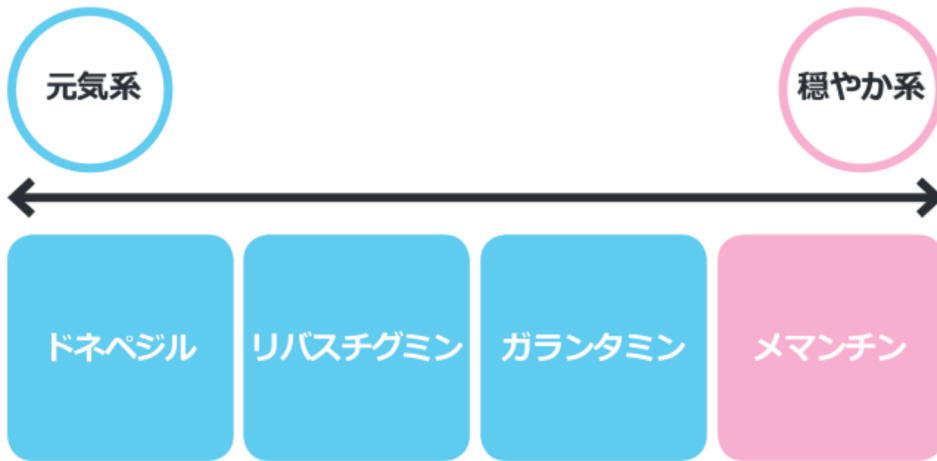 元気系
穏やか系
ドネペジル
リバスチグミン
ガランタミン
メマンチン